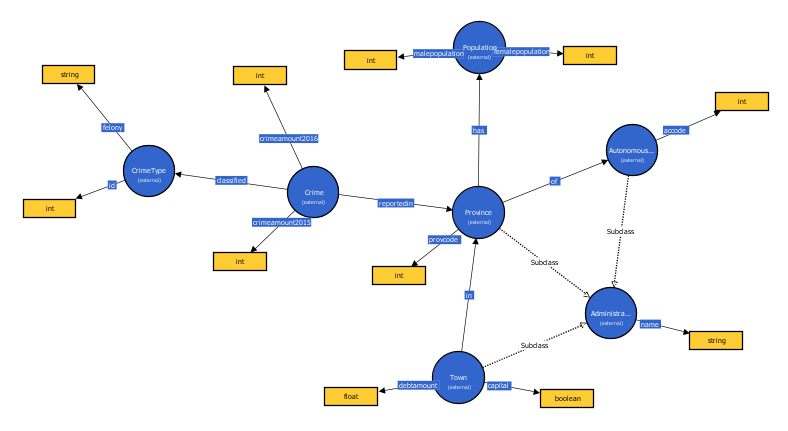 Population
(external)
malepopulation
femalepopulation
int
int
string
int
int
felony
crimeamount2016
has
accode
Autonomous...
(external)
CrimeType
(external)
id
classified
of
Crime
(external)
reportedin
int
crimeamount2015
Province
(external)
provcode
Subclass
int
int
Subclass
in
Administra...
(external)
name
string
Subclass
Town
(external)
debtamount
capital
float
boolean